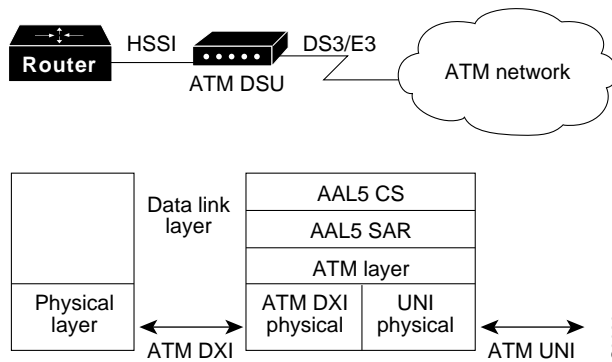 HSSI
DS3/E3
Router
ATM DSU
ATM network
Data link
layer
AAL5 CS
AAL5 SAR
ATM layer
Physical
layer
ATM DXI
physical
UNI
physical
ATM DXI
ATM UNI